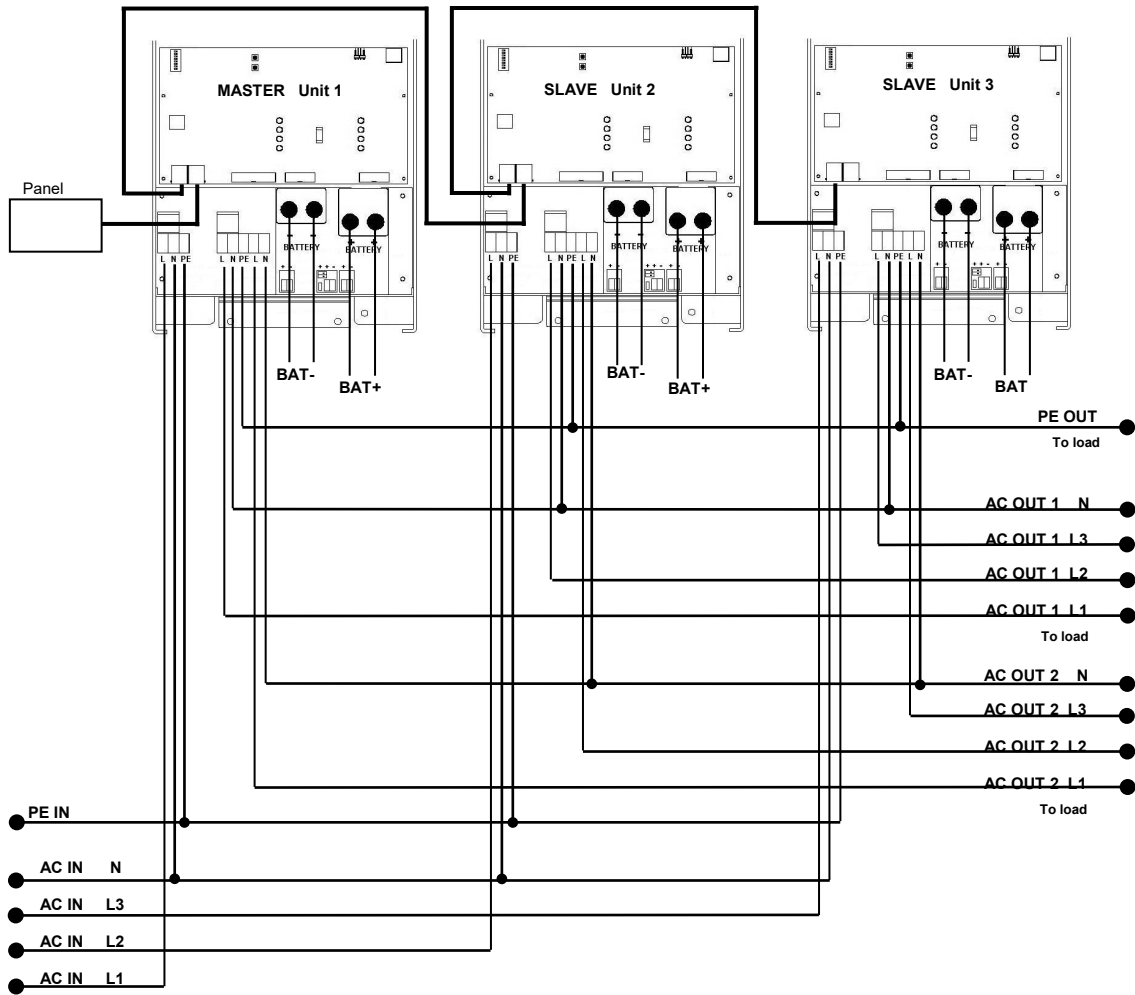 MASTER Unit 1
SLAVE Unit 2
SLAVE Unit 3
Panel
BATTERY
BATTERY
BATTERY
BATTERY
BATTERY
BATTERY
L N PE
L N PE L N
+ -
+ + -
+ -
L N PE
L N PE L N
+ -
+ + -
+ -
L N PE
L N PE L N
+ -
+ + -
+ -
BAT-
BAT+
BAT-
BAT+
BAT-
BAT
PE OUT
To load
AC OUT 1 N
AC OUT 1 L3
AC OUT 1 L2
AC OUT 1 L1
To load
AC OUT 2 N
AC OUT 2 L3
AC OUT 2 L2
AC OUT 2 L1
To load
PE IN
AC IN N
AC IN L3
AC IN L2
AC IN L1